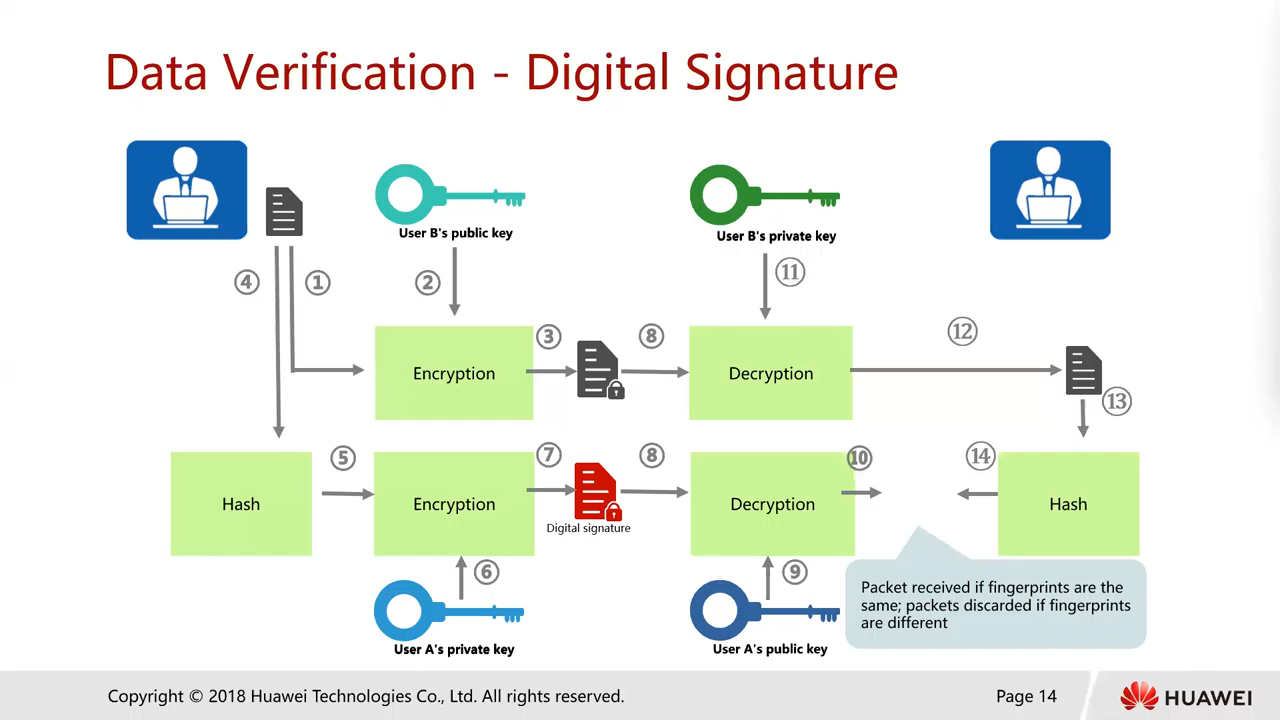 Data Verification - Digital Signature
User B's public key
User B's private key
④
①
②
⑪
③
⑧
⑫
Encryption
Decryption
⑬
⑤
⑦
⑧
⑩
⑭
Hash
Encryption
Digital signature
Decryption
Hash
⑥
⑨
Packet received if fingerprints are the
same; packets discarded if fingerprints
are different
User A's private key
User A's public key
Copyright © 2018 Huawei Technologies Co., Ltd. All rights reserved.
Page 14
HUAWEI